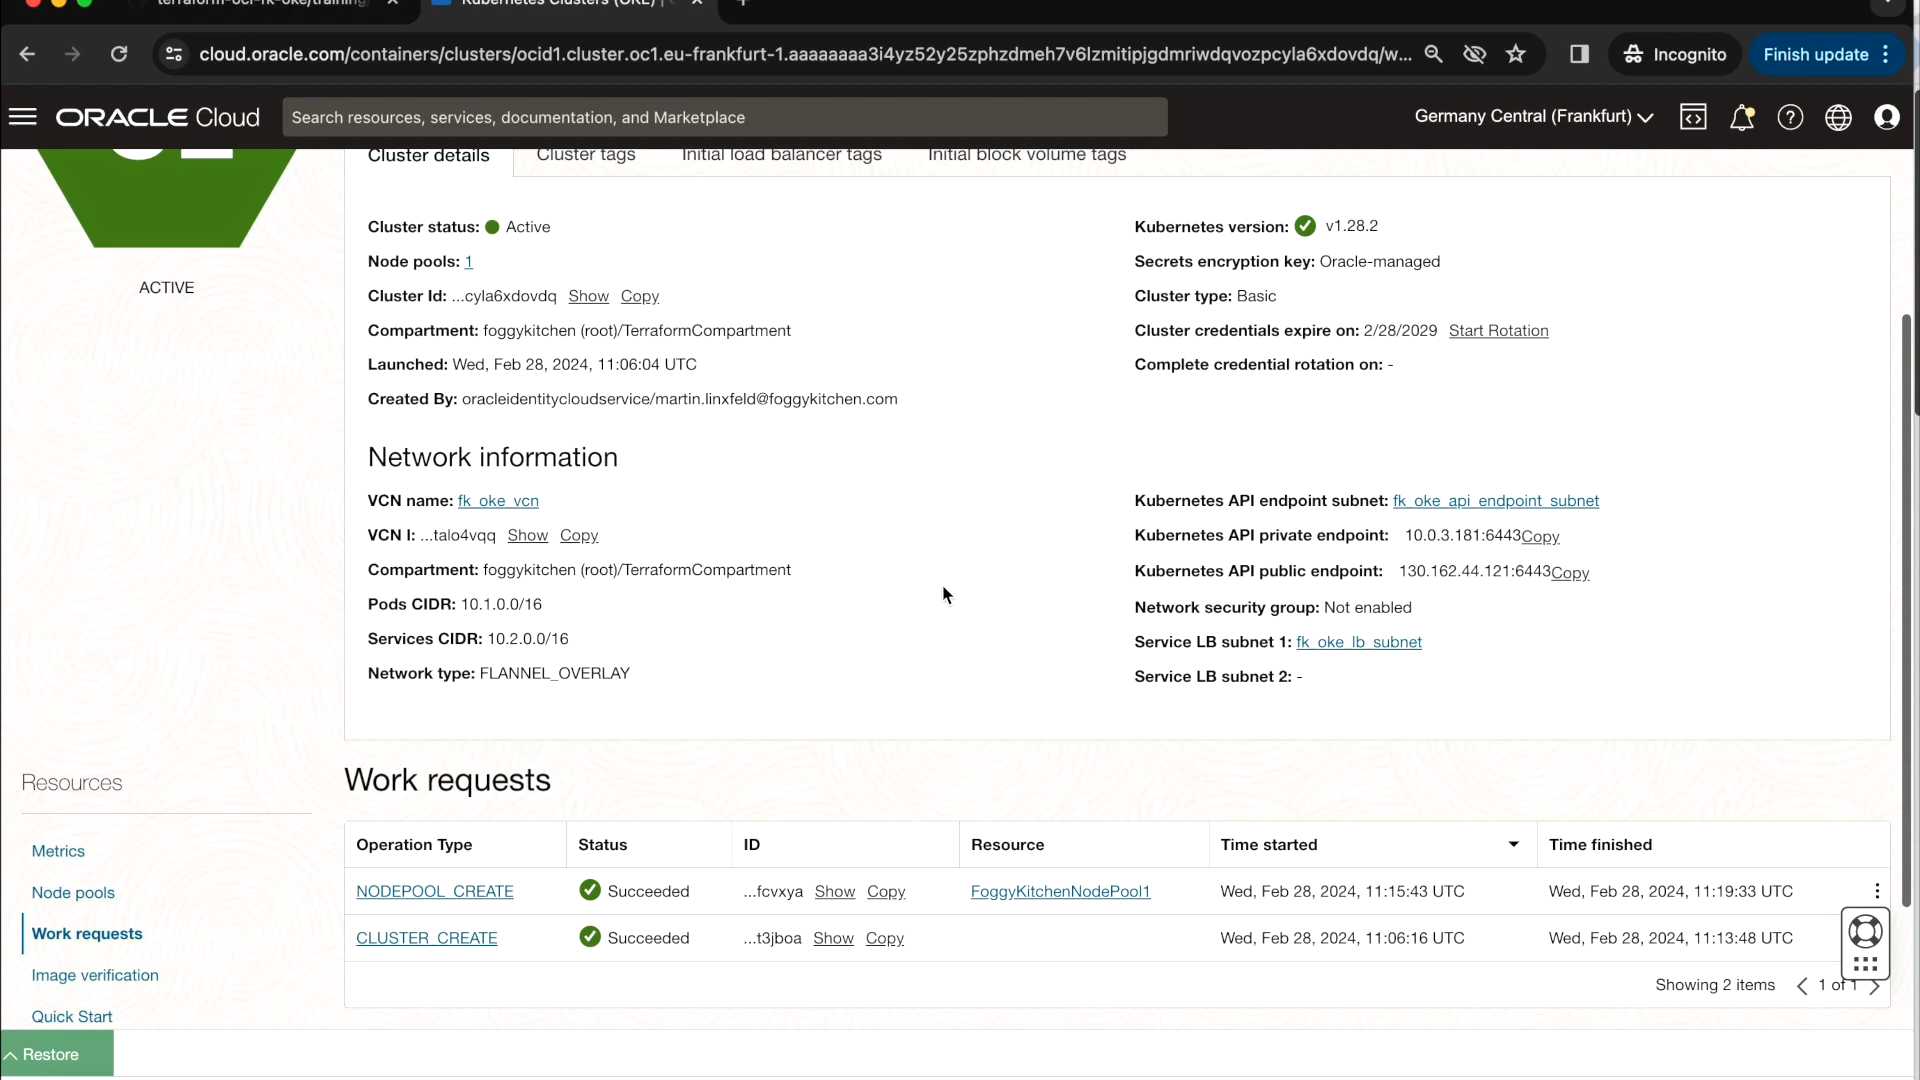 terraform-oci-fk-oke/training
Kubernetes Clusters (OKE) |
cloud.oracle.com/containers/clusters/ocid1.cluster.oc1.eu-frankfurt-1.aaaaaaaa3i4yz52y25zphzdmeh7v6lzmitipjgdmriwdqvozpcyla6xdovdq/w...
Incognito
Finish update
ORACLE Cloud
Search resources, services, documentation, and Marketplace
Germany Central (Frankfurt)
Cluster details
Cluster tags
Initial load balancer tags
Initial block volume tags
ACTIVE
Cluster status: Active
Node pools: 1
Cluster Id: ...cyla6xdovdq Show Copy
Compartment: foggykitchen (root)/TerraformCompartment
Launched: Wed, Feb 28, 2024, 11:06:04 UTC
Created By: oracleidentitycloudservice/martin.linxfeld@foggykitchen.com
Kubernetes version: v1.28.2
Secrets encryption key: Oracle-managed
Cluster type: Basic
Cluster credentials expire on: 2/28/2029 Start Rotation
Complete credential rotation on: -
Network information
VCN name: fk_oke_vcn
VCN I: ...talo4vqq Show Copy
Compartment: foggykitchen (root)/TerraformCompartment
Pods CIDR: 10.1.0.0/16
Services CIDR: 10.2.0.0/16
Network type: FLANNEL_OVERLAY
Kubernetes API endpoint subnet: fk_oke_api_endpoint_subnet
Kubernetes API private endpoint: 10.0.3.181:6443 Copy
Kubernetes API public endpoint: 130.162.44.121:6443 Copy
Network security group: Not enabled
Service LB subnet 1: fk_oke_lb_subnet
Service LB subnet 2: -
Resources
Metrics
Node pools
Work requests
Image verification
Quick Start
Work requests
Operation Type Status ID Resource Time started Time finished
NODEPOOL_CREATE Succeeded ...fcvxya Show Copy FoggyKitchenNodePool1 Wed, Feb 28, 2024, 11:15:43 UTC Wed, Feb 28, 2024, 11:19:33 UTC
CLUSTER_CREATE Succeeded ...t3jboa Show Copy Wed, Feb 28, 2024, 11:06:16 UTC Wed, Feb 28, 2024, 11:13:48 UTC
Showing 2 items 1 of 1
Restore